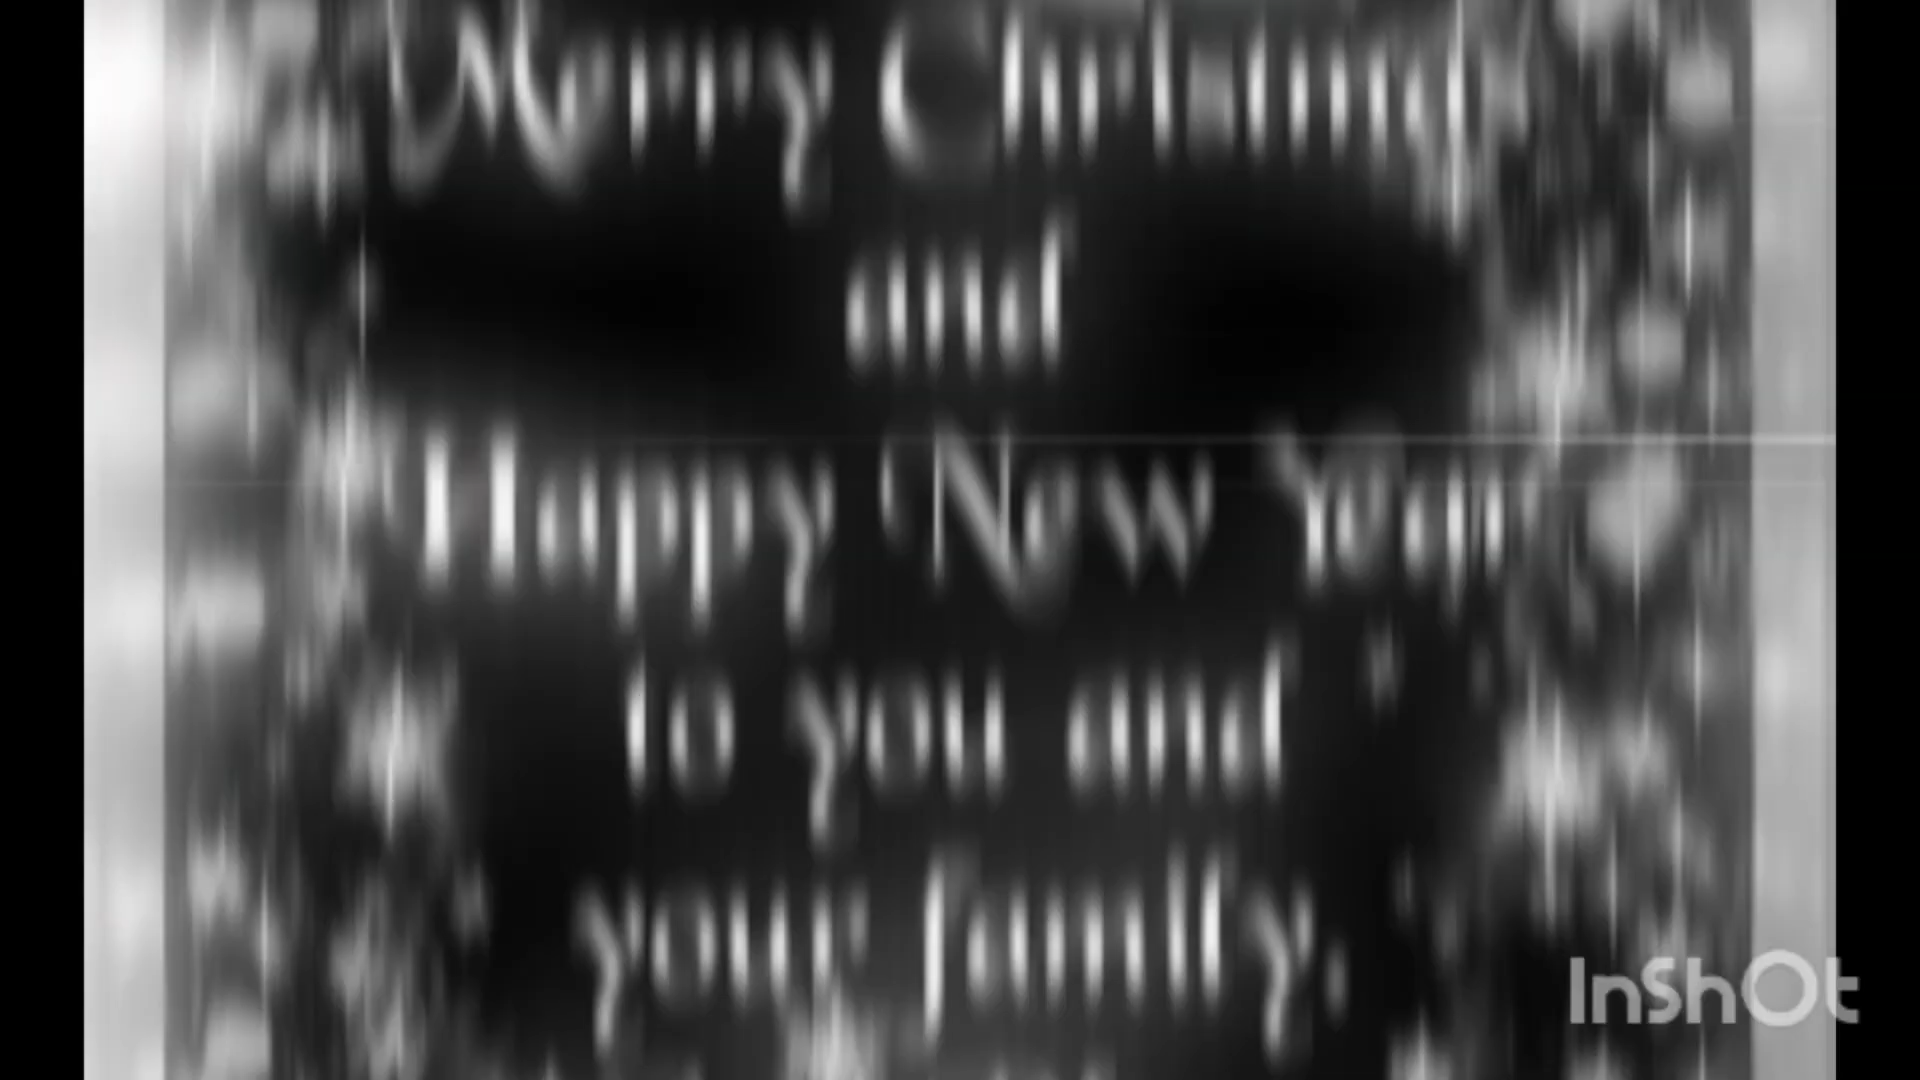 Merry Christmas
and
Happy New Year
to you and
your family.
InShOt